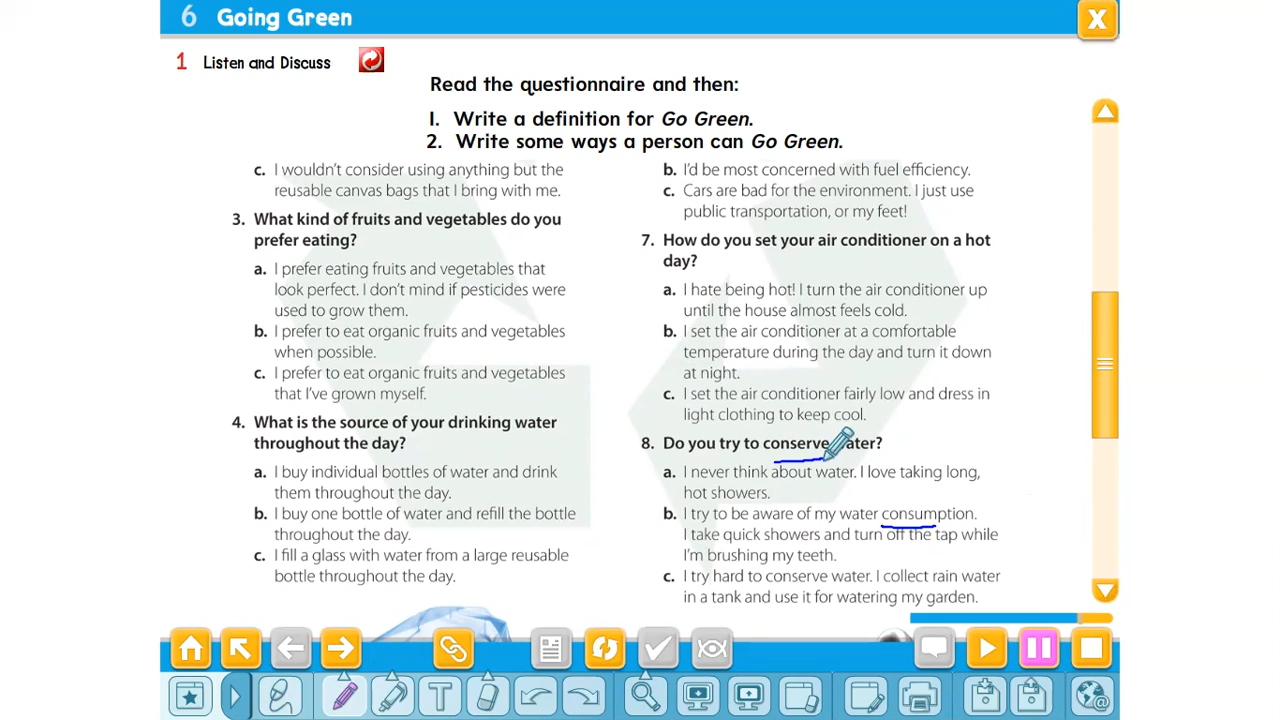 6 Going Green
X
1 Listen and Discuss
Read the questionnaire and then:
1. Write a definition for Go Green.
2. Write some ways a person can Go Green.
c. I wouldn't consider using anything but the
reusable canvas bags that I bring with me.
3. What kind of fruits and vegetables do you
prefer eating?
a. I prefer eating fruits and vegetables that
look perfect. I don't mind if pesticides were
used to grow them.
b. I prefer to eat organic fruits and vegetables
when possible.
c. I prefer to eat organic fruits and vegetables
that I've grown myself.
4. What is the source of your drinking water
throughout the day?
a. I buy individual bottles of water and drink
them throughout the day.
b. I buy one bottle of water and refill the bottle
throughout the day.
c. I fill a glass with water from a large reusable
bottle throughout the day.
b. I'd be most concerned with fuel efficiency.
c. Cars are bad for the environment. I just use
public transportation, or my feet!
7. How do you set your air conditioner on a hot
day?
a. I hate being hot! I turn the air conditioner up
until the house almost feels cold.
b. I set the air conditioner at a comfortable
temperature during the day and turn it down
at night.
c. I set the air conditioner fairly low and dress in
light clothing to keep cool.
8. Do you try to conserve water?
a. I never think about water. I love taking long,
hot showers.
b. I try to be aware of my water consumption.
I take quick showers and turn off the tap while
I'm brushing my teeth.
c. I try hard to conserve water. I collect rain water
in a tank and use it for watering my garden.
T
@